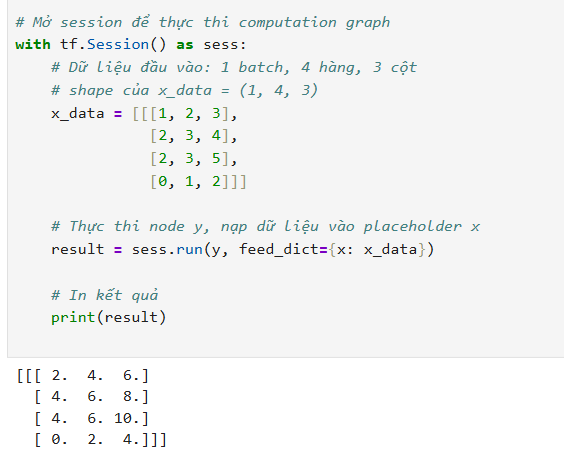 # Mở session để thực thi computation graph
with tf.Session() as sess:
    # Dữ liệu đầu vào: 1 batch, 4 hàng, 3 cột
    # shape của x_data = (1, 4, 3)
    x_data = [[[1, 2, 3],
               [2, 3, 4],
               [2, 3, 5],
               [0, 1, 2]]]

    # Thực thi node y, nạp dữ liệu vào placeholder x
    result = sess.run(y, feed_dict={x: x_data})

    # In kết quả
    print(result)

[[[ 2.  4.  6.]
  [ 4.  6.  8.]
  [ 4.  6. 10.]
  [ 0.  2.  4.]]]